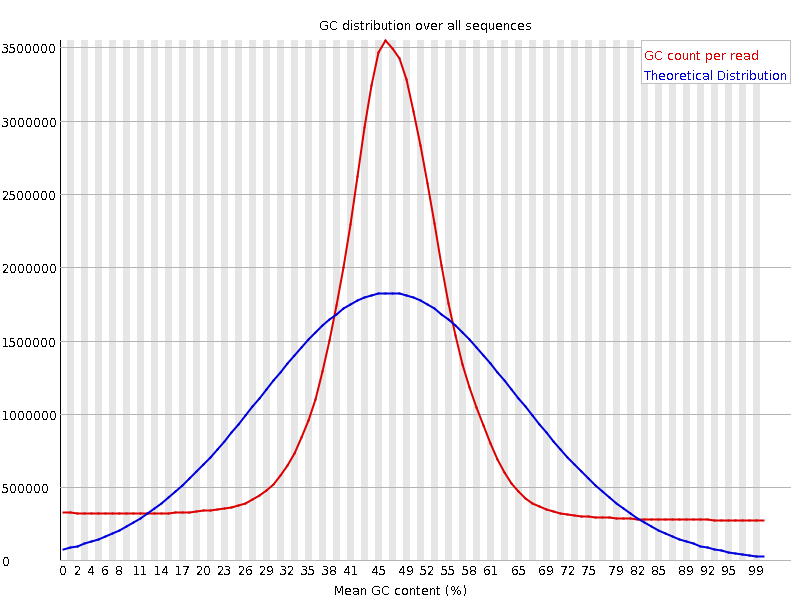 GC distribution over all sequences
GC count per read
Theoretical Distribution
3500000
3000000
2500000
2000000
1500000
1000000
500000
0
0 2 4 6 8 11 14 17 20 23 26 29 32 35 38 41 45 49 52 55 58 61 65 69 72 75 79 82 85 89 92 95 99
Mean GC content (%)